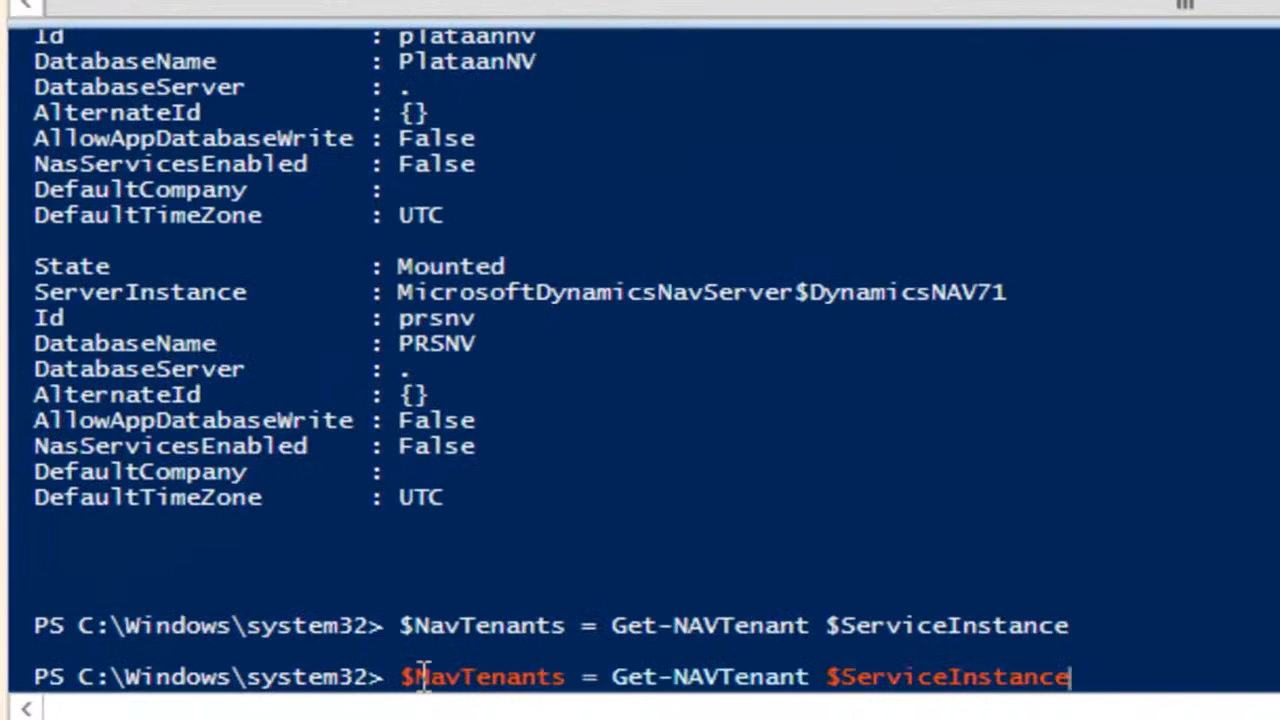 Id : plataannv
DatabaseName : PlataanNV
DatabaseServer : .
AlternateId : {}
AllowAppDatabaseWrite : False
NasServicesEnabled : False
DefaultCompany :
DefaultTimeZone : UTC
State : Mounted
ServerInstance : MicrosoftDynamicsNavServer$DynamicsNAV71
Id : prsnv
DatabaseName : PRSNV
DatabaseServer : .
AlternateId : {}
AllowAppDatabaseWrite : False
NasServicesEnabled : False
DefaultCompany :
DefaultTimeZone : UTC
PS C:\Windows\system32> $NavTenants = Get-NAVTenant $ServiceInstance
PS C:\Windows\system32> $NavTenants = Get-NAVTenant $ServiceInstance